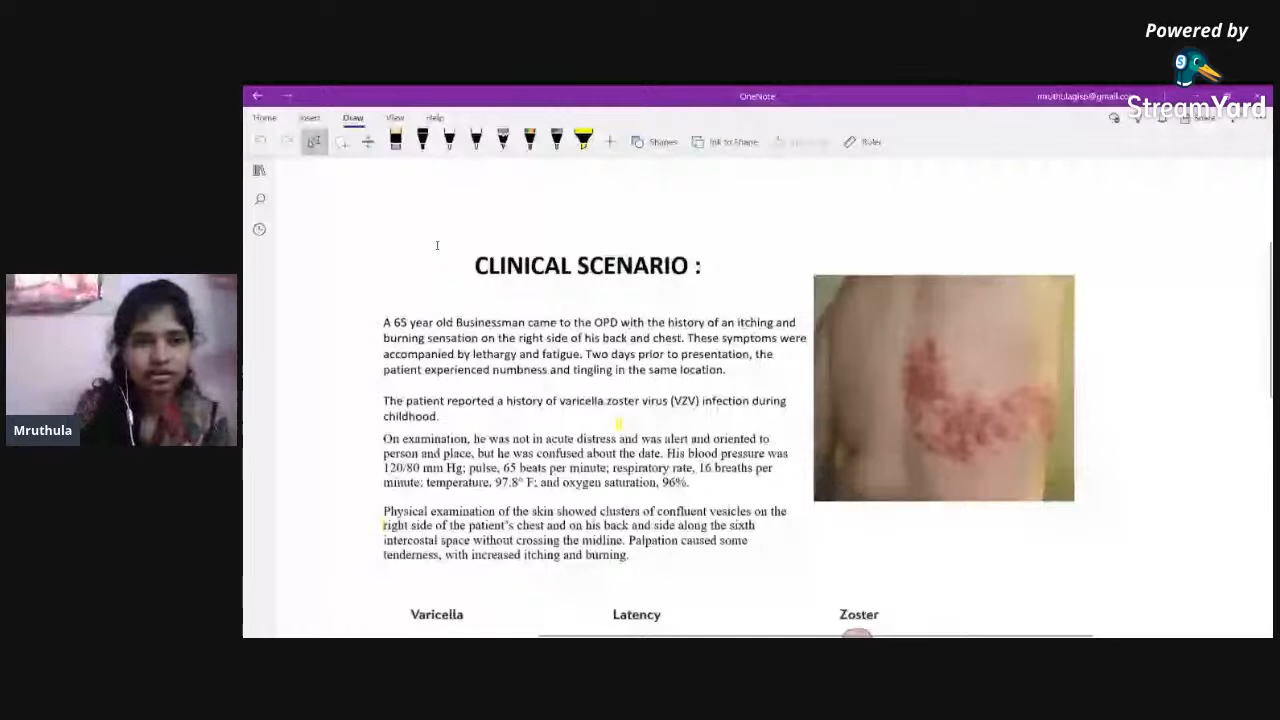 Powered by
StreamYard
OneNote
Home Insert Draw View Help
Shapes Ink to Shape Ruler
CLINICAL SCENARIO :
A 65 year old Businessman came to the OPD with the history of an itching and
burning sensation on the right side of his back and chest. These symptoms were
accompanied by lethargy and fatigue. Two days prior to presentation, the
patient experienced numbness and tingling in the same location.
The patient reported a history of varicella zoster virus (VZV) infection during
childhood.
On examination, he was not in acute distress and was alert and oriented to
person and place, but he was confused about the date. His blood pressure was
120/80 mm Hg; pulse, 65 beats per minute; respiratory rate, 16 breaths per
minute; temperature, 97.8° F; and oxygen saturation, 96%.
Physical examination of the skin showed clusters of confluent vesicles on the
right side of the patient's chest and on his back and side along the sixth
intercostal space without crossing the midline. Palpation caused some
tenderness, with increased itching and burning.
Varicella Latency Zoster
Mruthula